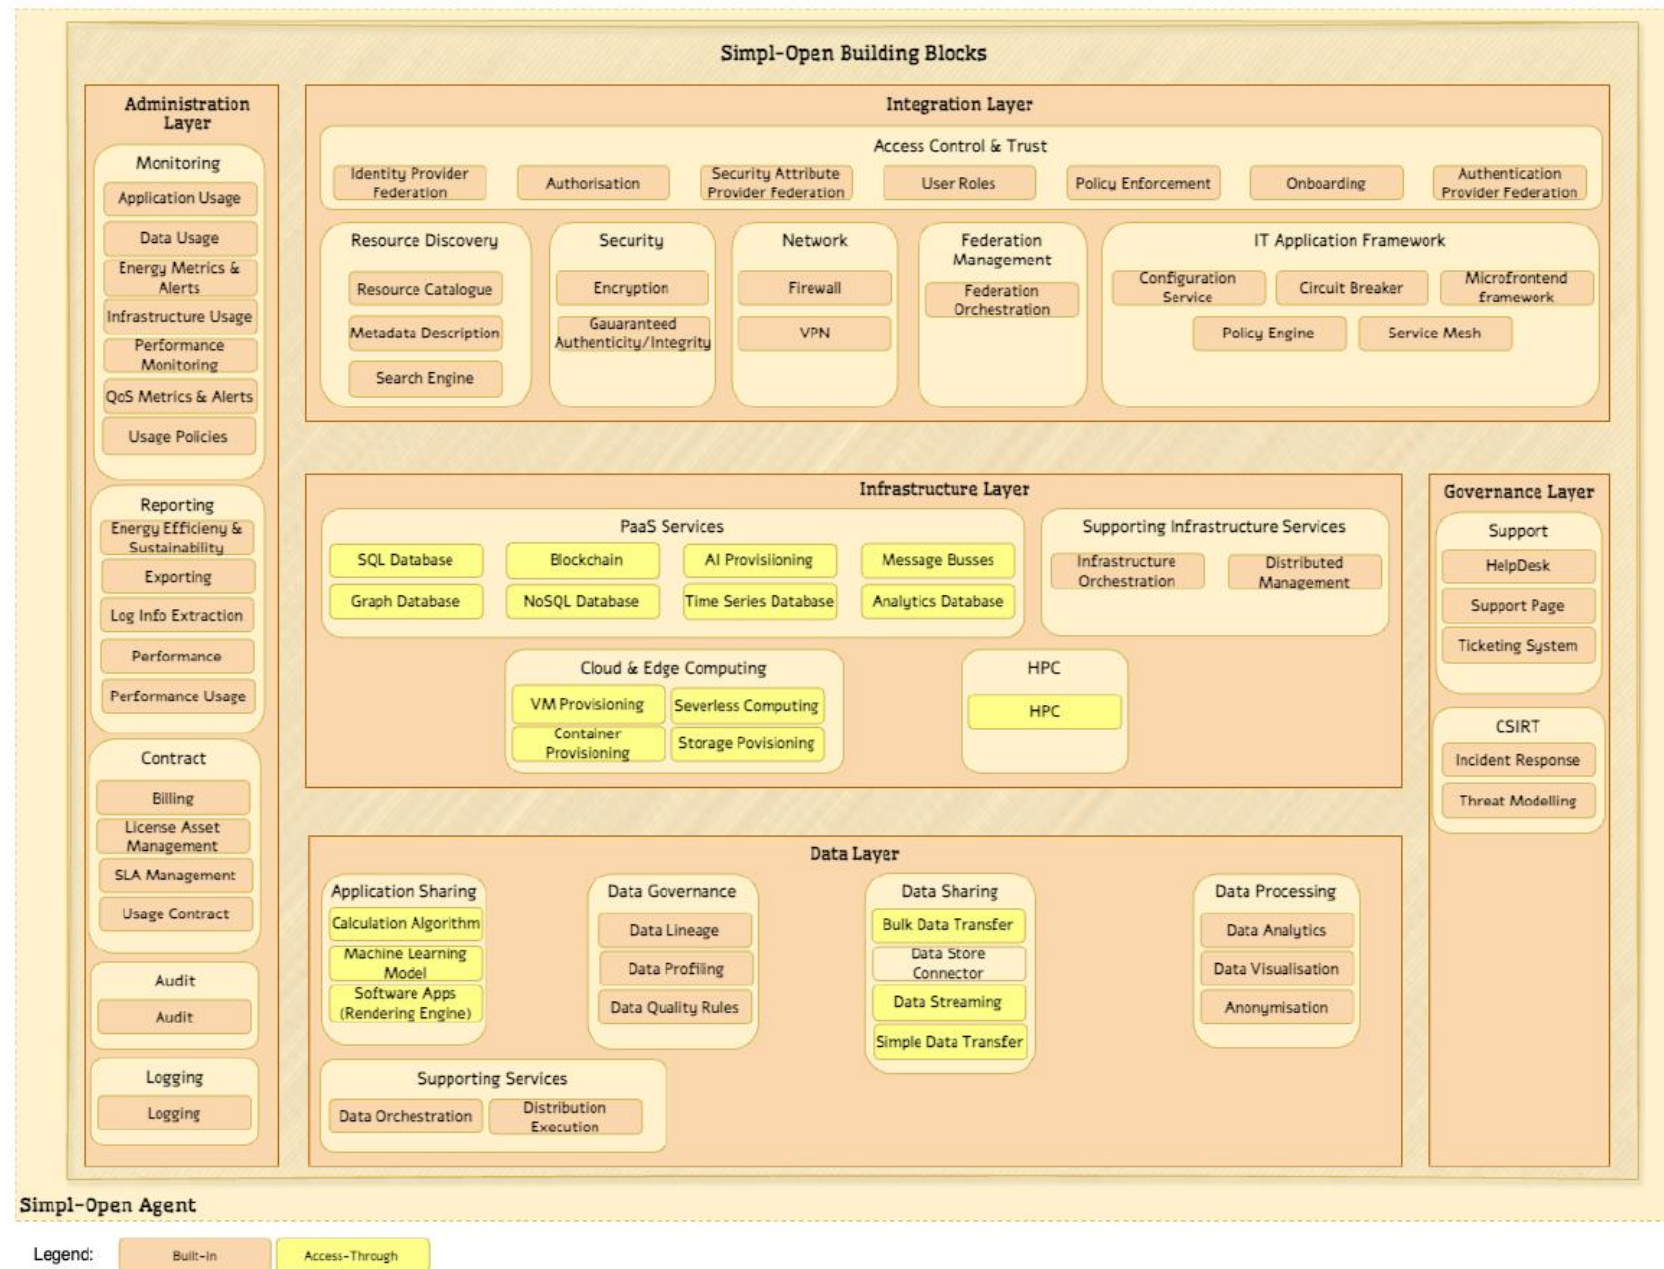 Simpl-Open Building Blocks
Administration
Layer
Monitoring
Application Usage
Data Usage
Energy Metrics &
Alerts
Infrastructure Usage
Performance
Monitoring
QoS Metrics & Alerts
Usage Policies
Reporting
Energy Efficieny &
Sustainability
Exporting
Log Info Extraction
Performance
Performance Usage
Contract
Billing
License Asset
Management
SLA Management
Usage Contract
Audit
Audit
Logging
Logging
Integration Layer
Access Control & Trust
Identity Provider
Federation
Authorisation
Security Attribute
Provider Federation
User Roles
Policy Enforcement
Onboarding
Authentication
Provider Federation
Resource Discovery
Resource Catalogue
Metadata Description
Search Engine
Security
Encryption
Gauaranteed
Authenticity/Integrity
Network
Firewall
VPN
Federation
Management
Federation
Orchestration
IT Application Framework
Configuration
Service
Circuit Breaker
Microfrontend
framework
Policy Engine
Service Mesh
Infrastructure Layer
PaaS Services
SQL Database
Blockchain
AI Provisiioning
Message Busses
Graph Database
NoSQL Database
Time Series Database
Analytics Database
Supporting Infrastructure Services
Infrastructure
Orchestration
Distributed
Management
Cloud & Edge Computing
VM Provisioning
Severless Computing
Container
Provisioning
Storage Povisioning
HPC
HPC
Governance Layer
Support
HelpDesk
Support Page
Ticketing System
CSIRT
Incident Response
Threat Modelling
Data Layer
Application Sharing
Calculation Algorithm
Machine Learning
Model
Software Apps
(Rendering Engine)
Data Governance
Data Lineage
Data Profiling
Data Quality Rules
Data Sharing
Bulk Data Transfer
Data Store
Connector
Data Streaming
Simple Data Transfer
Data Processing
Data Analytics
Data Visualisation
Anonymisation
Supporting Services
Data Orchestration
Distribution
Execution
Simpl-Open Agent
Legend:
Built-In
Access-Through